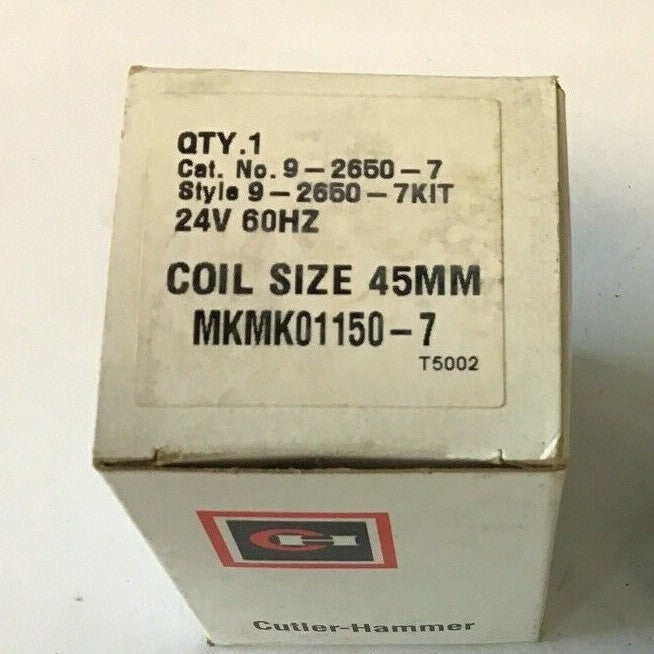 QTY.1
Cat. No. 9-2650-7
Style 9-2650-7KIT
24V 60HZ
COIL SIZE 45MM
MKMK01150-7
T5002
CH
Cutler-Hammer